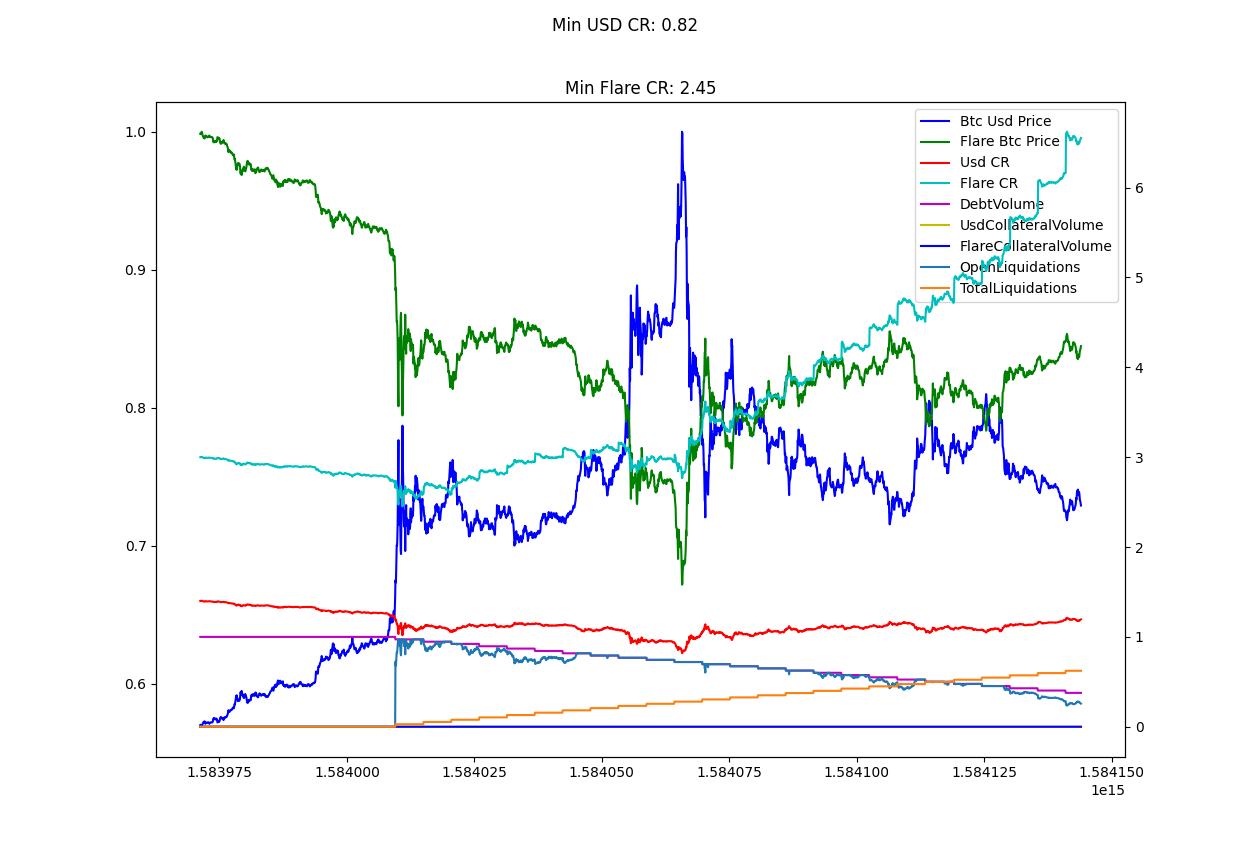 Min USD CR: 0.82
Min Flare CR: 2.45
1.0
0.9
0.8
0.7
0.6
6
5
4
3
2
1
0
Btc Usd Price
Flare Btc Price
Usd CR
Flare CR
DebtVolume
UsdCollateralVolume
FlareCollateralVolume
OpenLiquidations
TotalLiquidations
1.583975
1.584000
1.584025
1.584050
1.584075
1.584100
1.584125
1.584150
1e15